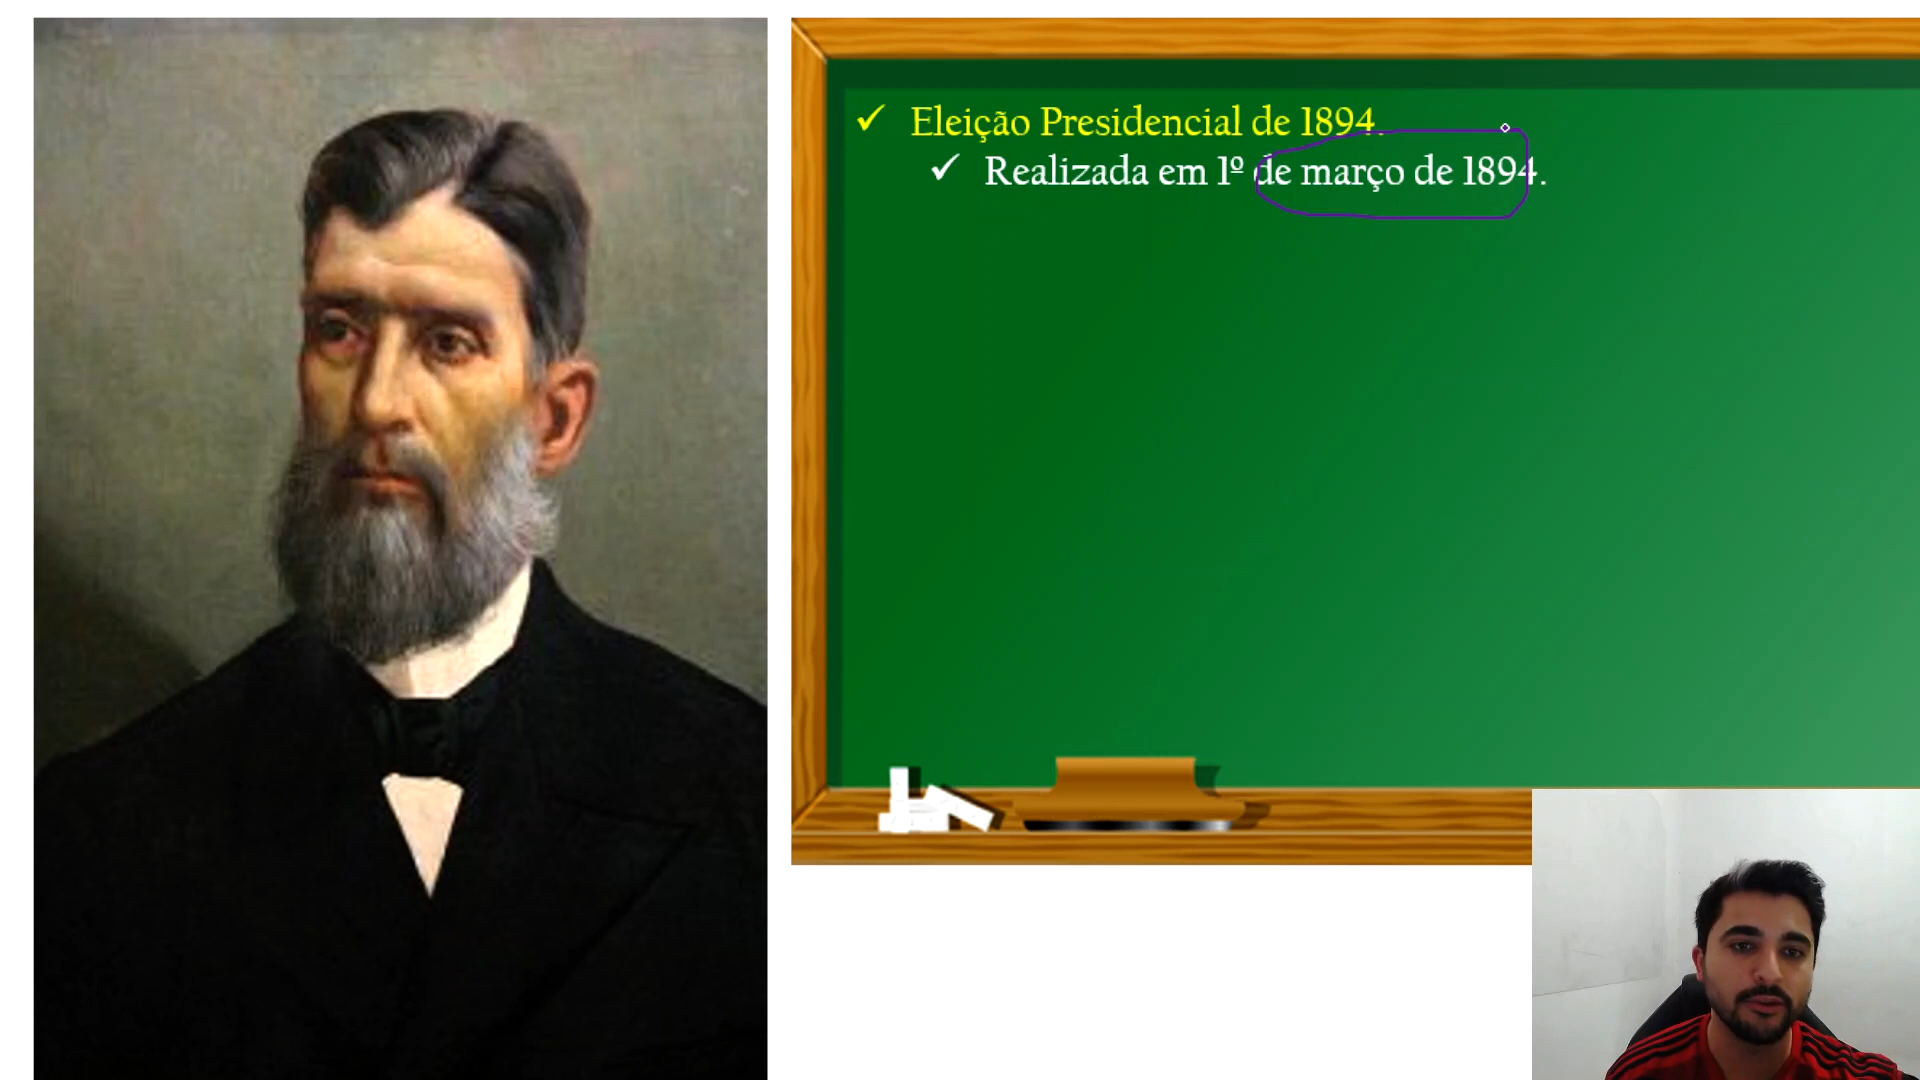 Eleição Presidencial de 1894.
Realizada em 1º de março de 1894.